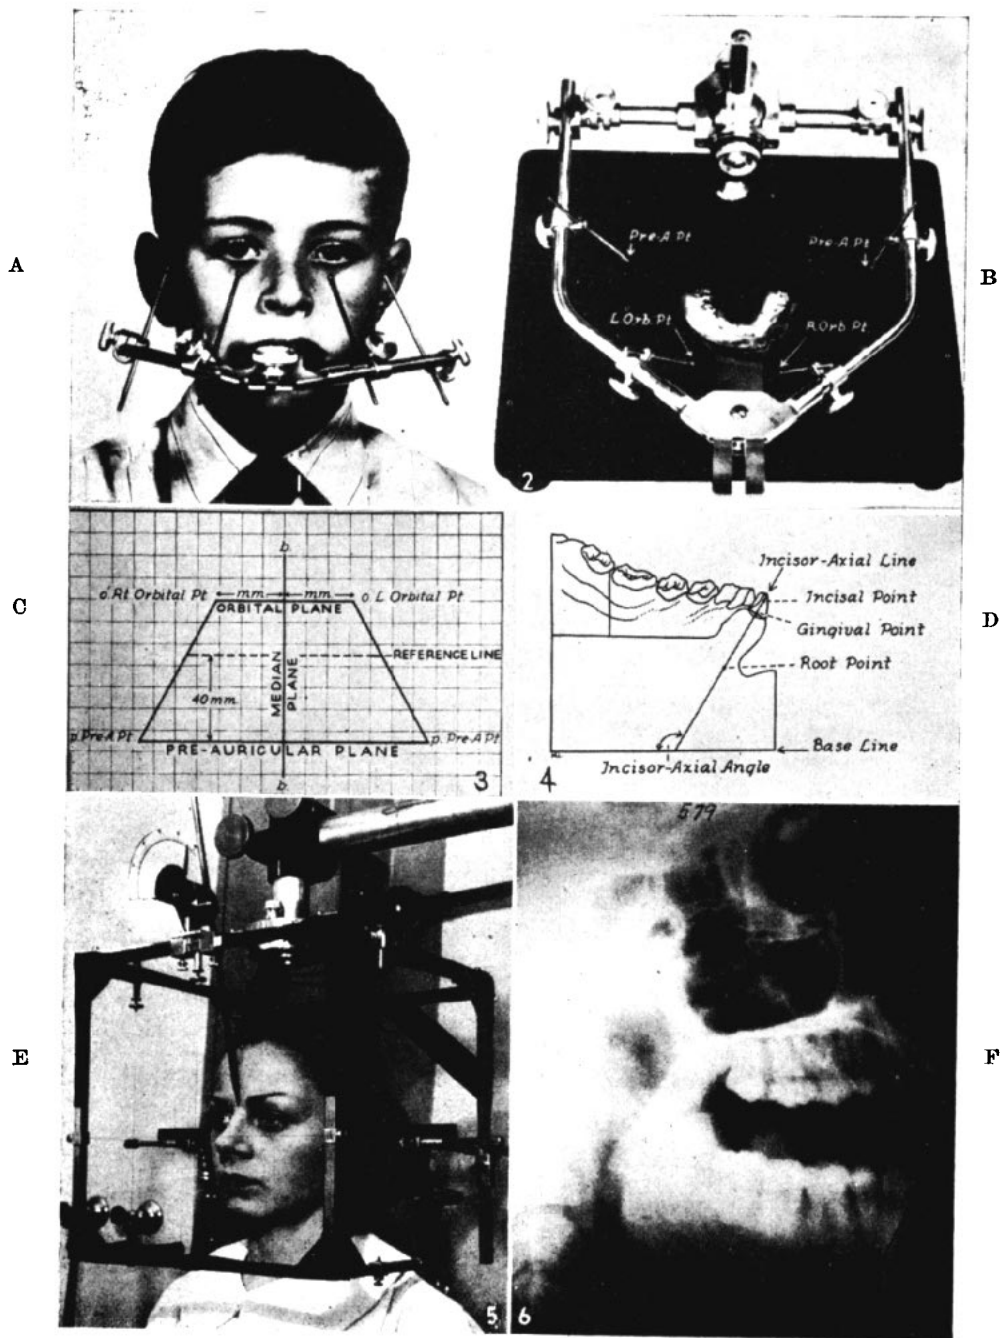 A
B
Pre-A Pt
Pre-A.Pt
L.Orb.Pt
R.Orb Pt
1
2
C
b
o' Rt. Orbital Pt
mm
mm
o. L Orbital Pt
ORBITAL PLANE
REFERENCE LINE
MEDIAN PLANE
40 mm.
p. Pre-A Pt
p. Pre-A Pt
PRE-AURICULAR PLANE
b
3
D
Incisor-Axial Line
Incisal Point
Gingival Point
Root Point
Base Line
Incisor-Axial Angle
4
E
5
579
F
6